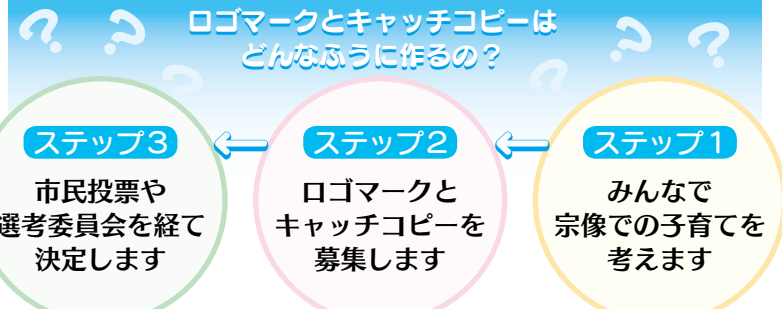 ロゴマークとキャッチコピーは
どんなふうに作るの？
ステップ1
みんなで
宗像での子育てを
考えます
ステップ2
ロゴマークと
キャッチコピーを
募集します
ステップ3
市民投票や
選考委員会を経て
決定します